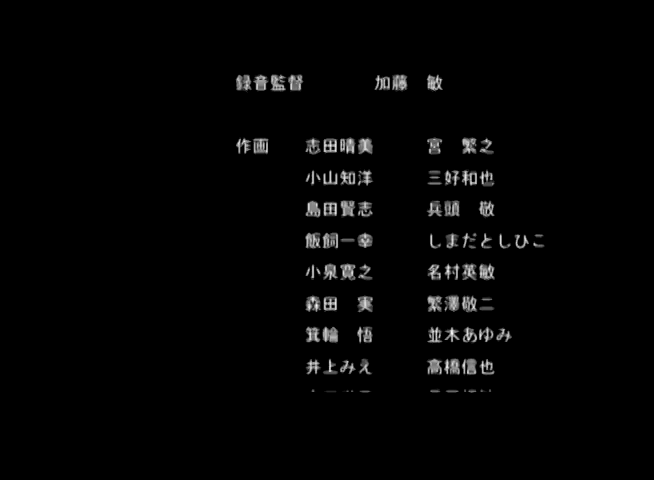 録音監督　加藤　敏
作画　志田晴美　宮　繁之
小山知洋　三好和也
島田賢志　兵頭　敬
飯飼一幸　しまだとしひこ
小泉寛之　名村英敏
森田　実　繁澤敬二
箕輪　悟　並木あゆみ
井上みえ　高橋信也